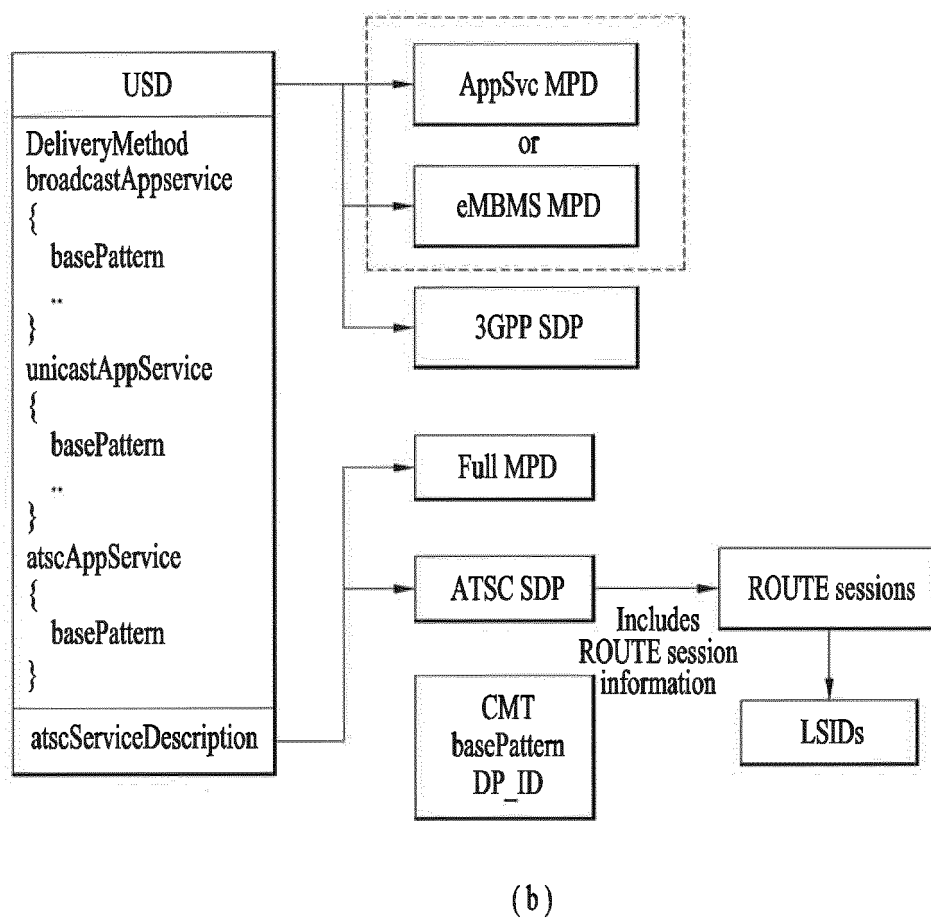 USD
DeliveryMethod
broadcastAppservice
{
basePattern
..
}
unicastAppService
{
basePattern
..
}
atscAppService
{
basePattern
}
atscServiceDescription
AppSvc MPD
or
eMBMS MPD
3GPP SDP
Full MPD
ATSC SDP
Includes
ROUTE session
information
ROUTE sessions
LSIDs
CMT
basePattern
DP_ID
(b)